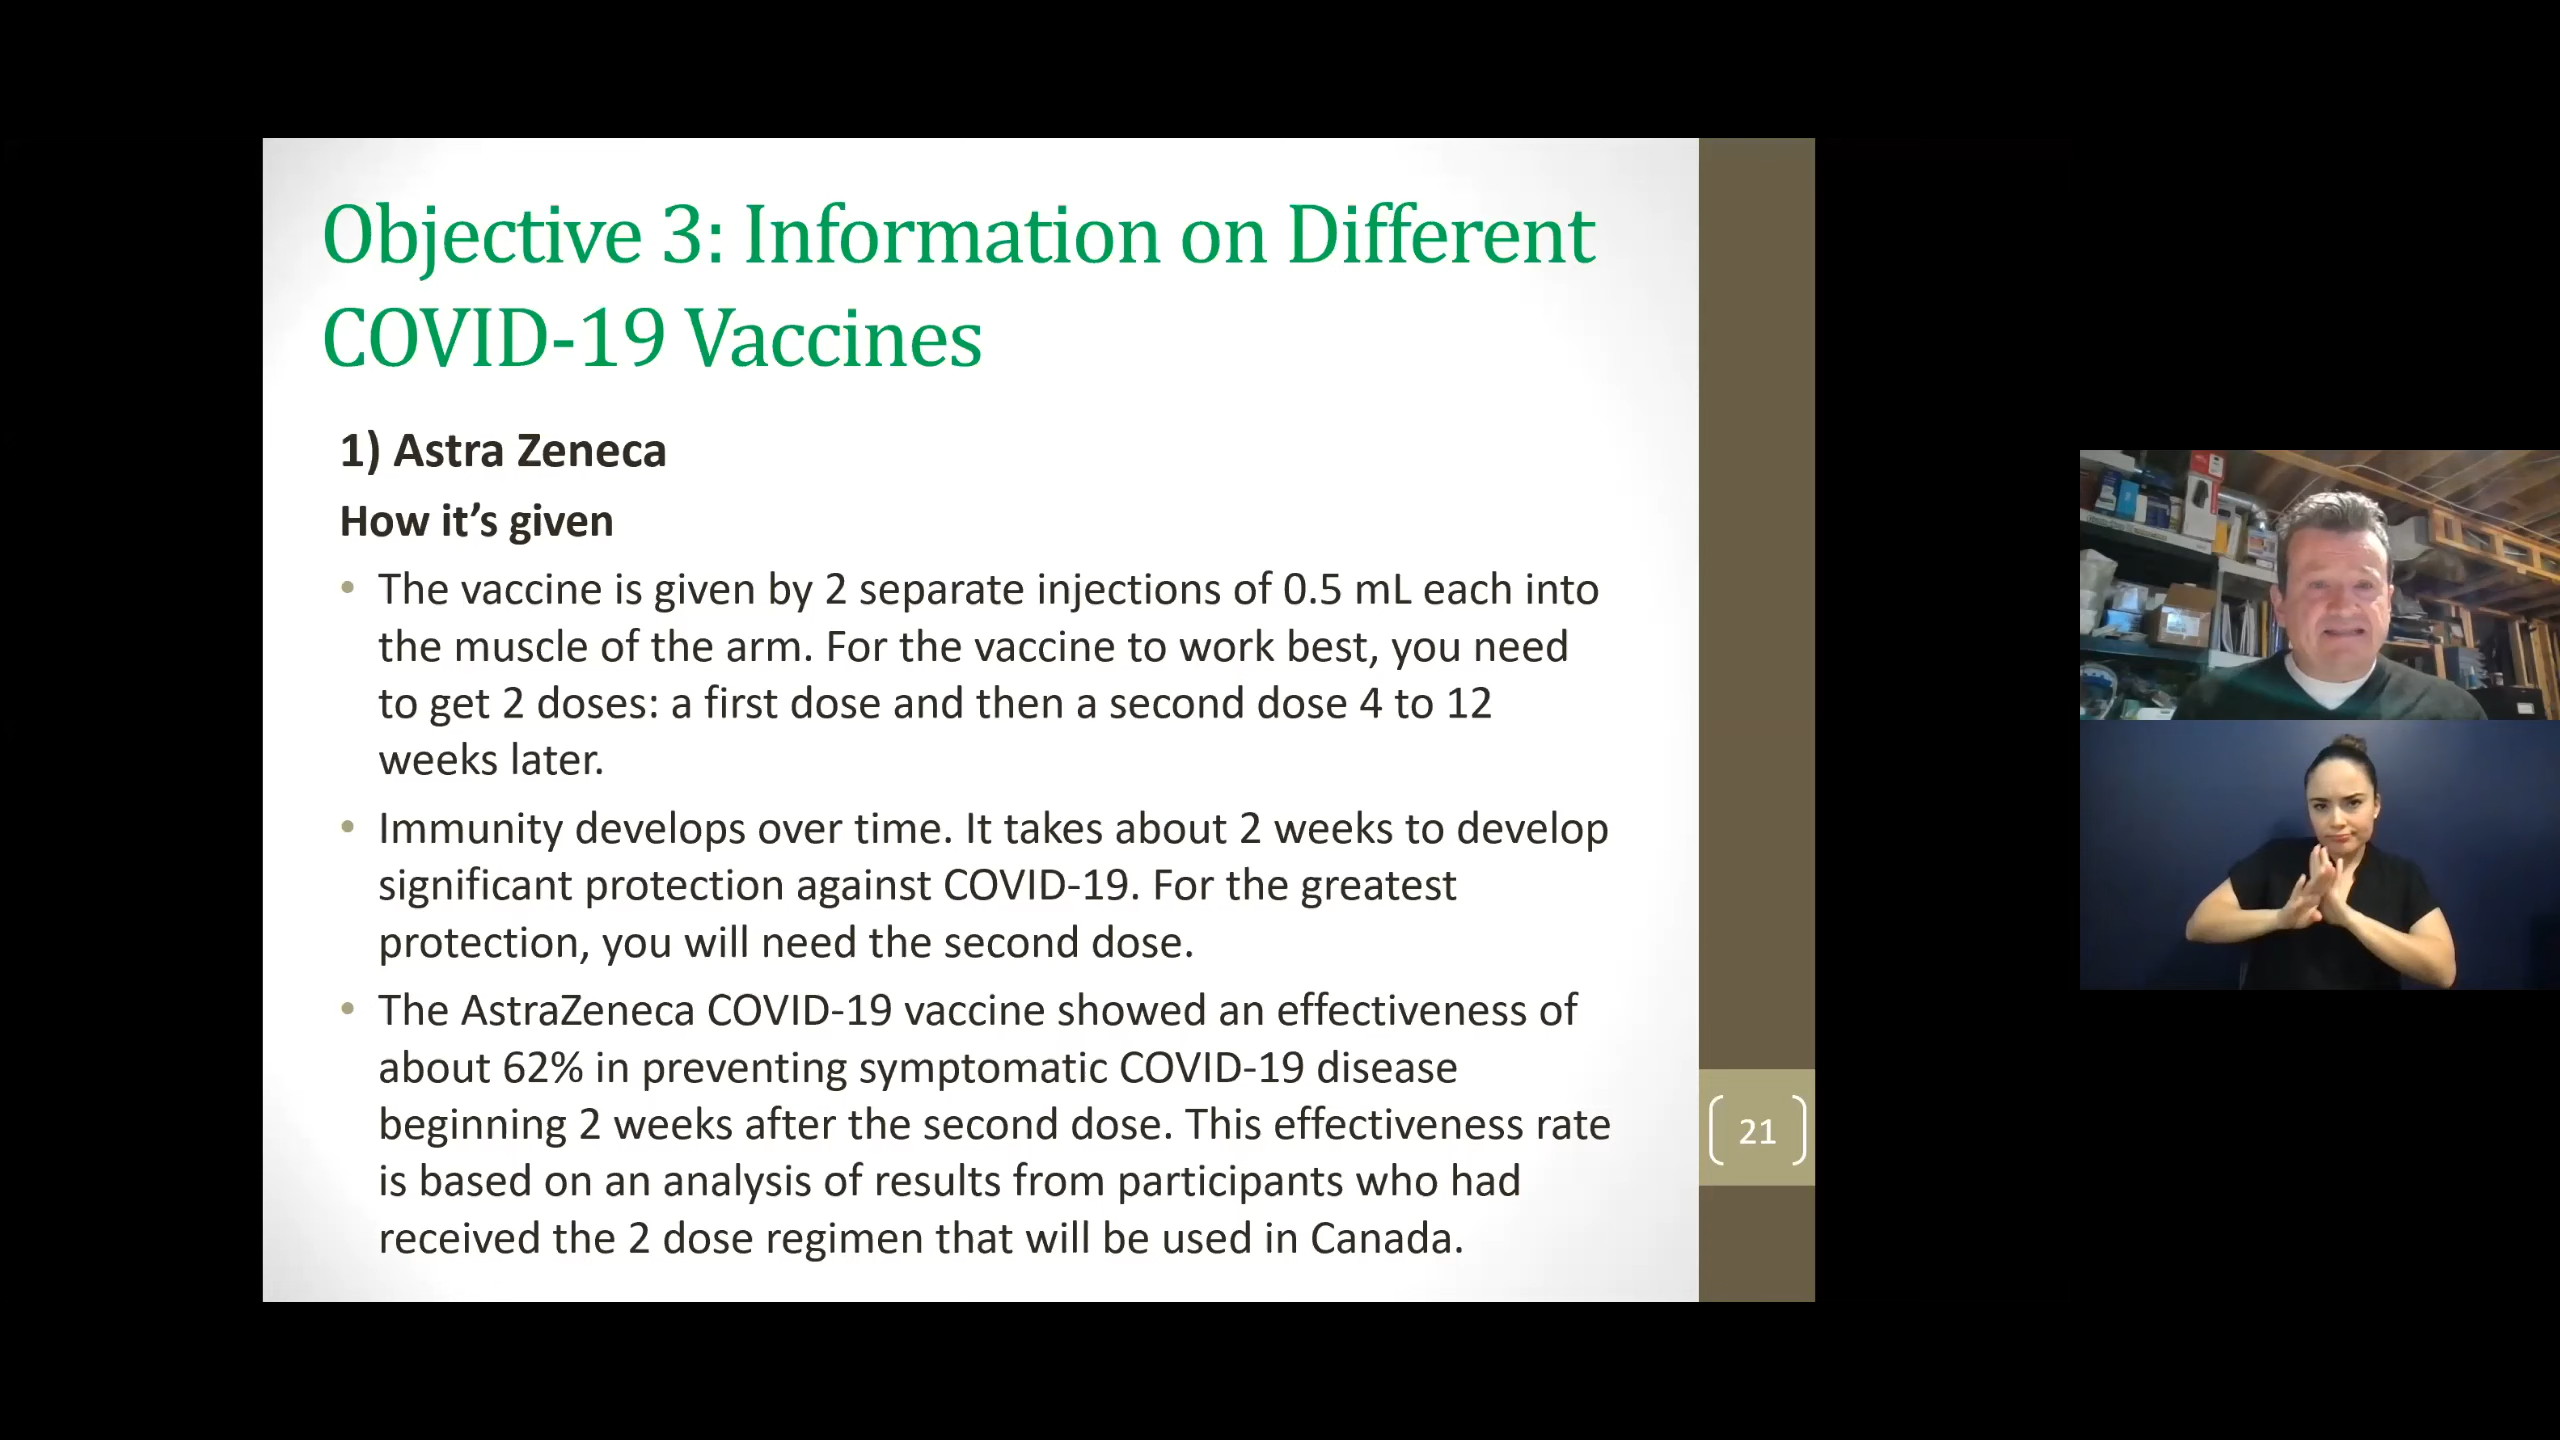 Objective 3: Information on Different
COVID-19 Vaccines
1) Astra Zeneca
How it’s given
• The vaccine is given by 2 separate injections of 0.5 mL each into
the muscle of the arm. For the vaccine to work best, you need
to get 2 doses: a first dose and then a second dose 4 to 12
weeks later.
• Immunity develops over time. It takes about 2 weeks to develop
significant protection against COVID-19. For the greatest
protection, you will need the second dose.
• The AstraZeneca COVID-19 vaccine showed an effectiveness of
about 62% in preventing symptomatic COVID-19 disease
beginning 2 weeks after the second dose. This effectiveness rate
is based on an analysis of results from participants who had
received the 2 dose regimen that will be used in Canada.
21